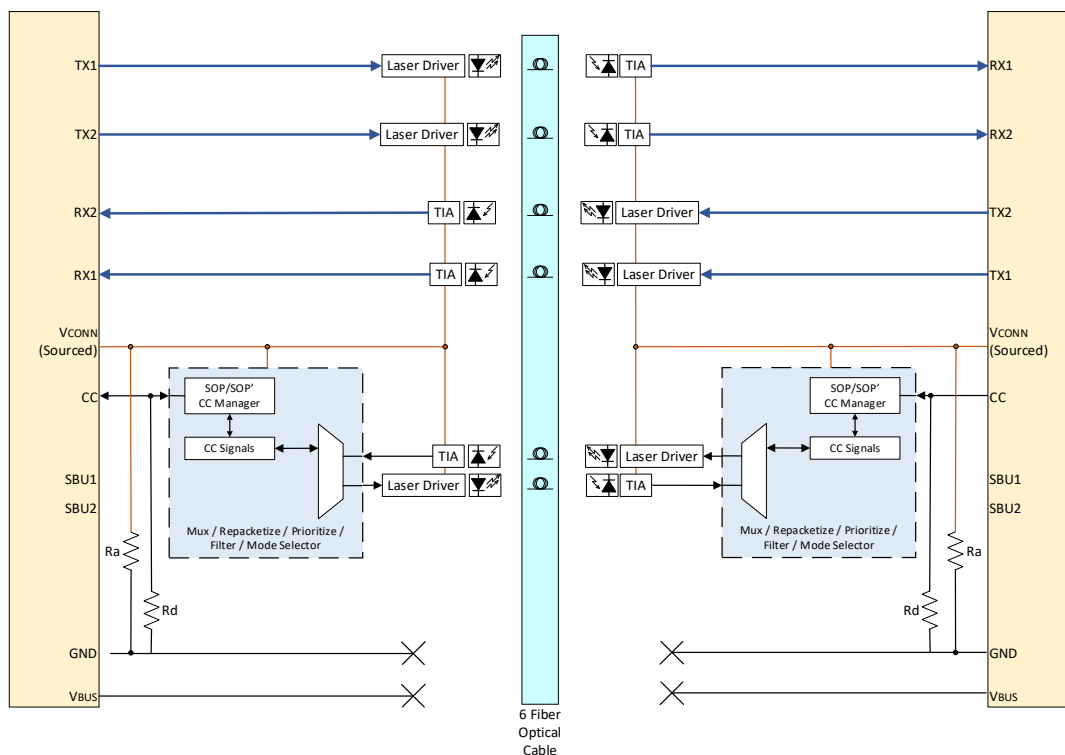 TX1
Laser Driver
TIA
RX1
TX2
Laser Driver
TIA
RX2
RX2
TIA
Laser Driver
TX2
RX1
TIA
Laser Driver
TX1
VCONN
(Sourced)
VCONN
(Sourced)
CC
SOP/SOP’
CC Manager
SOP/SOP’
CC Manager
CC
CC Signals
TIA
Laser Driver
CC Signals
SBU1
Laser Driver
TIA
SBU1
SBU2
SBU2
Mux / Repacketize / Prioritize /
Filter / Mode Selector
Mux / Repacketize / Prioritize /
Filter / Mode Selector
Ra
Ra
Rd
Rd
GND
GND
VBUS
VBUS
6 Fiber
Optical
Cable